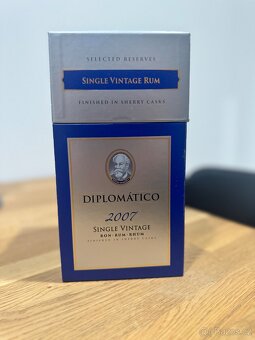 SELECTED RESERVES
SINGLE VINTAGE RUM
FINISHED IN SHERRY CASKS
DIPLOMÁTICO
2007
SINGLE VINTAGE
RON · RUM · RHUM
FINISHED IN SHERRY CASKS